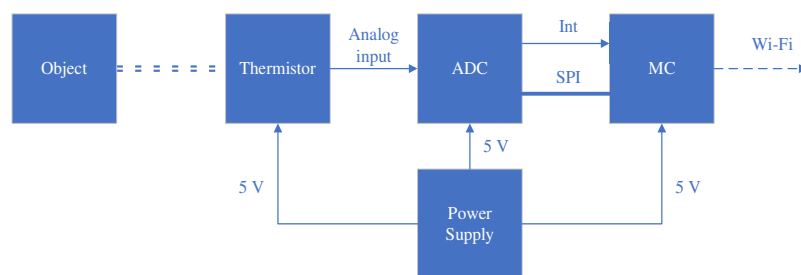 Analog
input
Int
Wi-Fi
Object
Thermistor
ADC
SPI
MC
5 V
5 V
5 V
Power
Supply